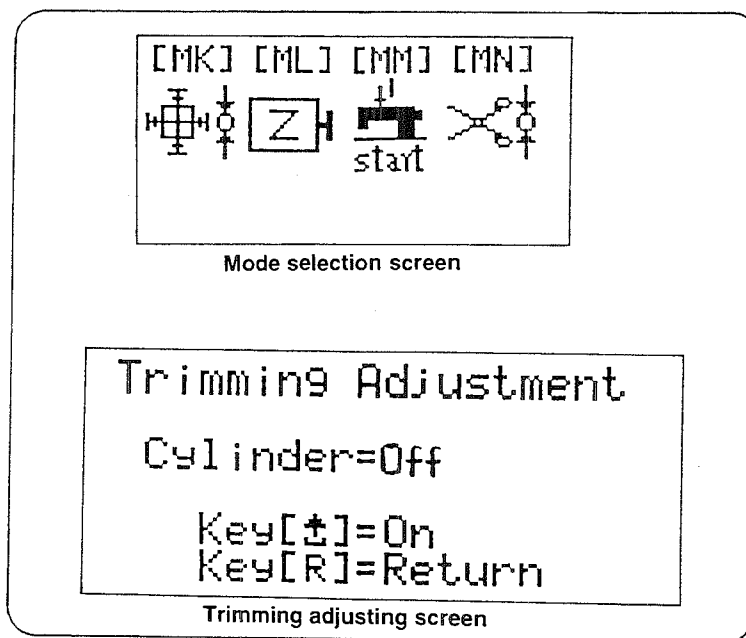 [MK] [ML] [MM] [MN]
Z
start
Mode selection screen
Trimming Adjustment
Cylinder=Off
Key[↥]=On
Key[R]=Return
Trimming adjusting screen